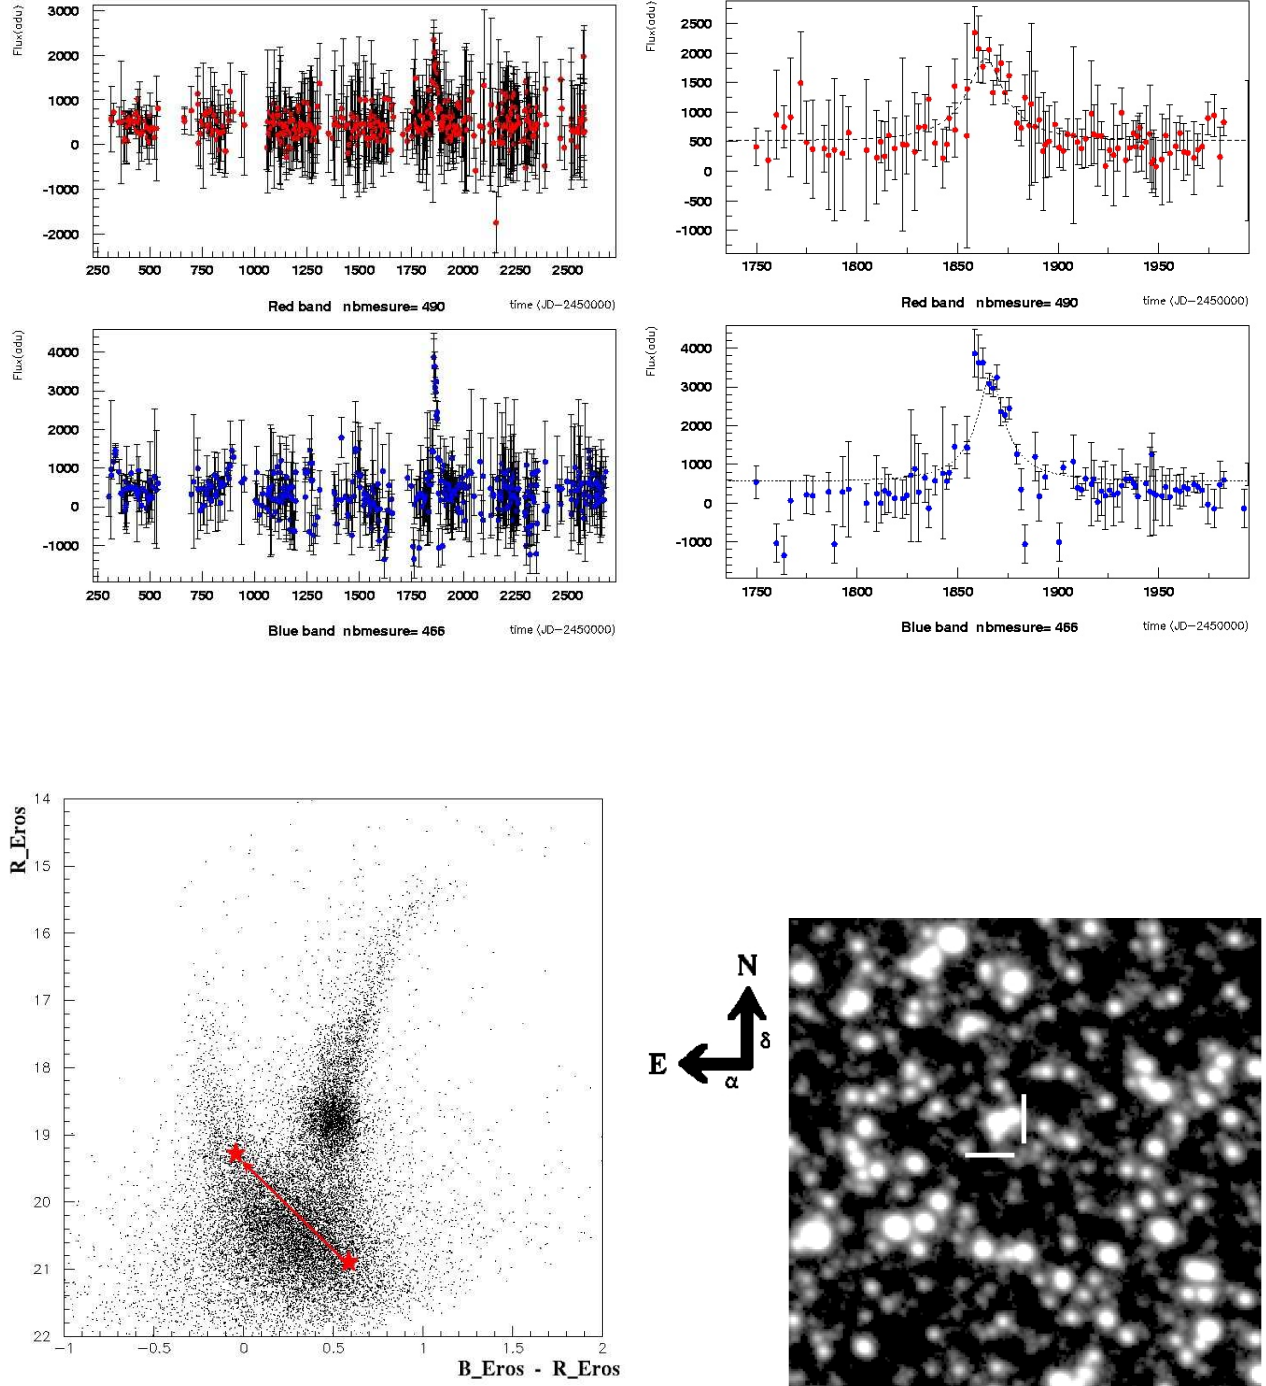 Flux(adu)
3000
2000
1000
0
-1000
-2000
250 500 750 1000 1250 1500 1750 2000 2250 2500
Red band nbmesure= 490
time (JD-2450000)
Flux(adu)
2500
2000
1500
1000
500
0
-500
-1000
1750 1800 1850 1900 1950
Red band nbmesure= 490
time (JD-2450000)
Flux(adu)
4000
3000
2000
1000
0
-1000
250 500 750 1000 1250 1500 1750 2000 2250 2500
Blue band nbmesure= 466
time (JD-2450000)
Flux(adu)
4000
3000
2000
1000
0
-1000
1750 1800 1850 1900 1950
Blue band nbmesure= 466
time (JD-2450000)
R_Eros
14
15
16
17
18
19
20
21
22
-1 -0.5 0 0.5 1 1.5 2
B_Eros - R_Eros
N
δ
E
α